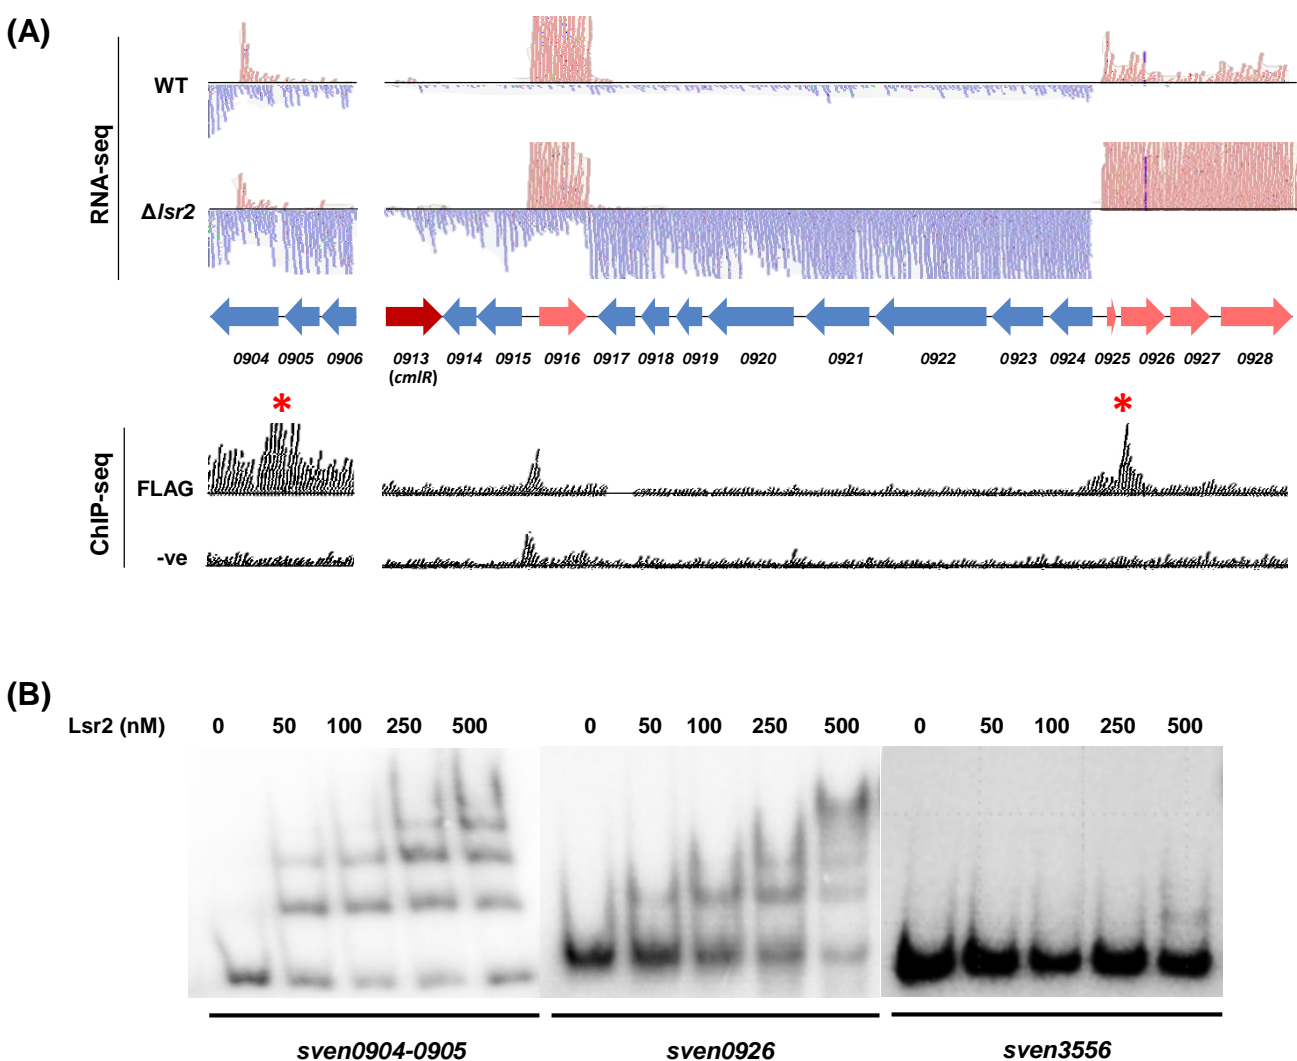 (A)
RNA-seq
WT
Δlsr2
0904 0905 0906 0913 0914 0915 0916 0917 0918 0919 0920 0921 0922 0923 0924 0925 0926 0927 0928
(cmlR)
* *
ChIP-seq
FLAG
-ve
(B)
Lsr2 (nM) 0 50 100 250 500 0 50 100 250 500 0 50 100 250 500
sven0904-0905 sven0926 sven3556